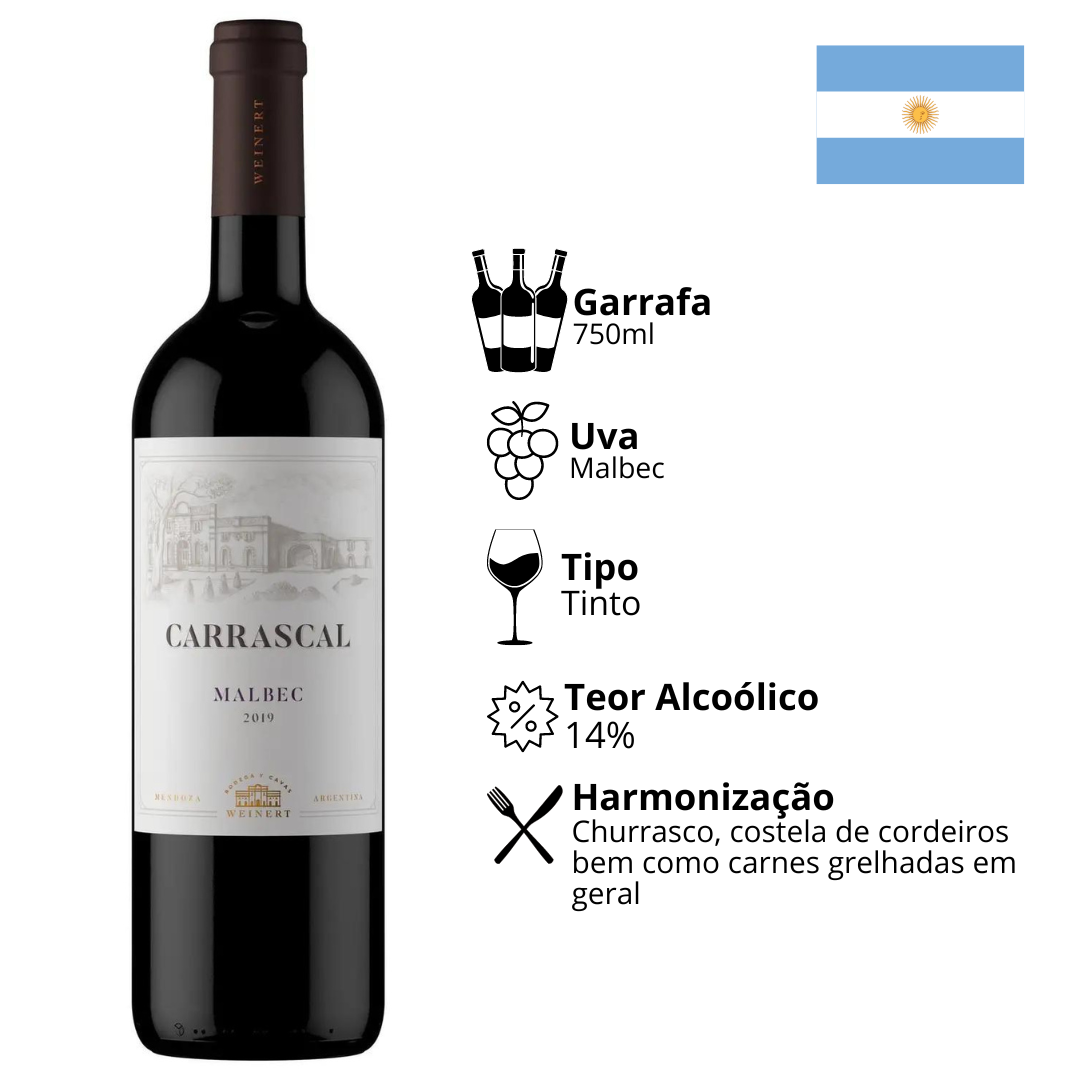 WEINERT
CARRASCAL
MALBEC
2019
BODEGA Y CAVAS
MENDOZA
WEINERT
ARGENTINA
Garrafa
750ml
Uva
Malbec
Tipo
Tinto
%
Teor Alcoólico
14%
Harmonização
Churrasco, costela de cordeiros
bem como carnes grelhadas em
geral